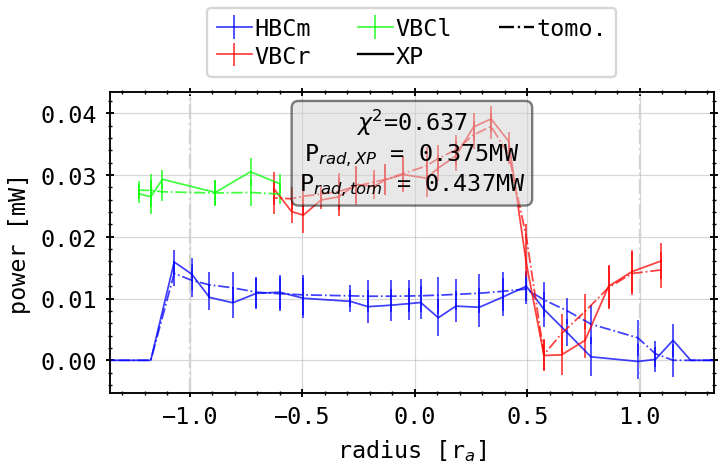 HBCm VBCl tomo.
VBCr XP
χ²=0.637
P_rad,XP = 0.375MW
P_rad,tom = 0.437MW
0.04
0.03
0.02
0.01
0.00
power [mW]
−1.0 −0.5 0.0 0.5 1.0
radius [r_a]